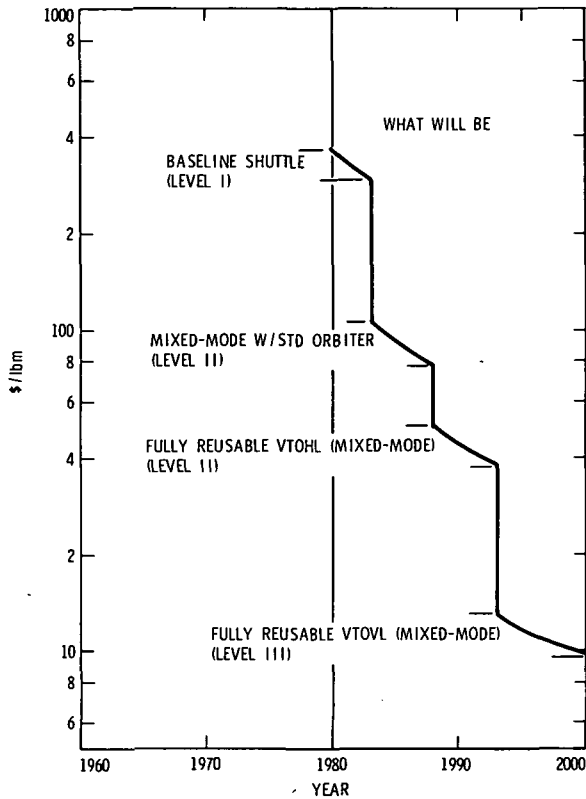 1000
8
6
4
WHAT WILL BE
BASELINE SHUTTLE
(LEVEL I)
2
100
MIXED-MODE W/STD ORBITER
(LEVEL II)
8
6
$/lbm
FULLY REUSABLE VTOHL (MIXED-MODE)
(LEVEL II)
4
2
FULLY REUSABLE VTOVL (MIXED-MODE)
(LEVEL III)
10
8
6
1960
1970
1980
1990
2000
YEAR